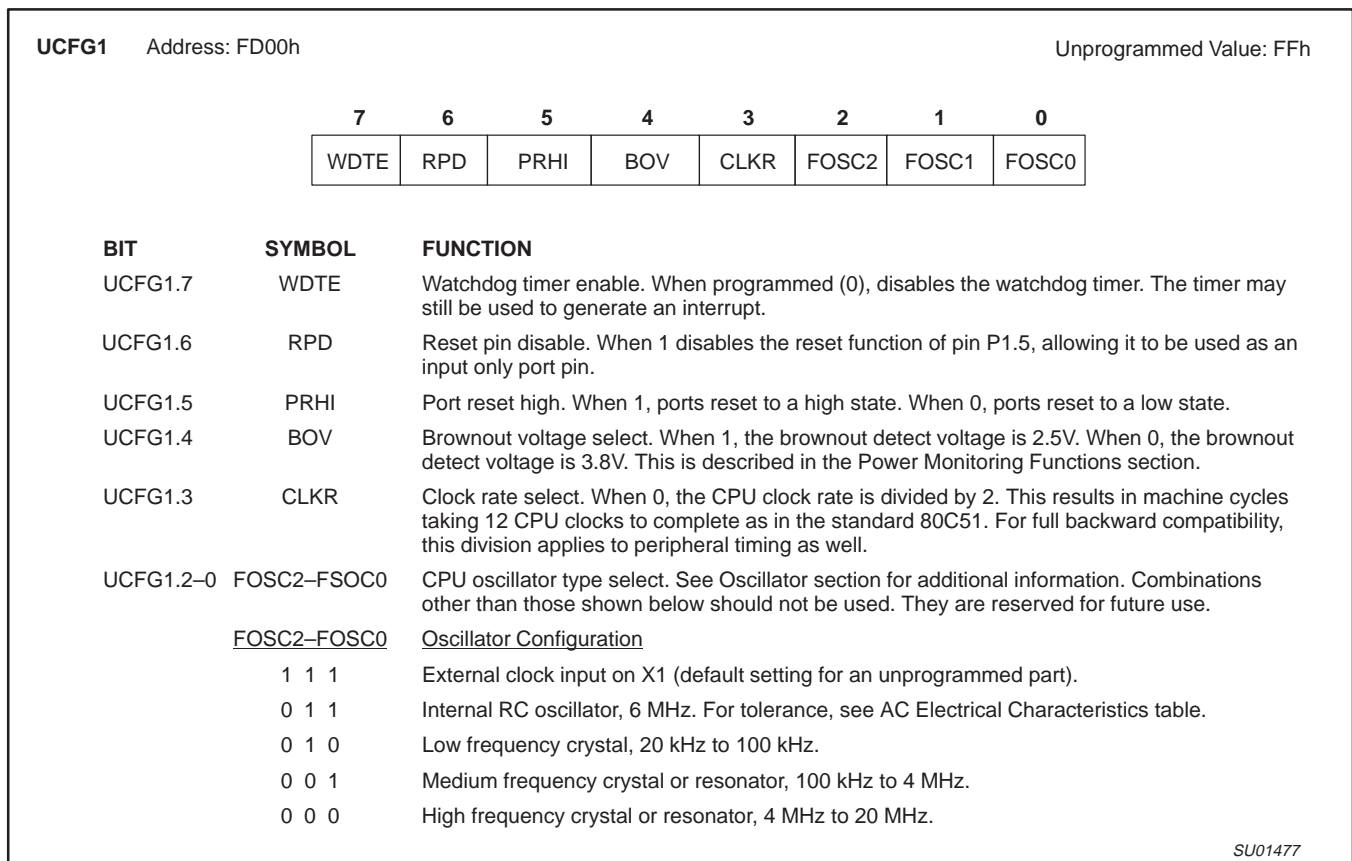 UCFG1 Address: FD00h Unprogrammed Value: FFh
7 6 5 4 3 2 1 0
WDTE RPD PRHI BOV CLKR FOSC2 FOSC1 FOSC0
BIT SYMBOL FUNCTION
UCFG1.7 WDTE Watchdog timer enable. When programmed (0), disables the watchdog timer. The timer may
still be used to generate an interrupt.
UCFG1.6 RPD Reset pin disable. When 1 disables the reset function of pin P1.5, allowing it to be used as an
input only port pin.
UCFG1.5 PRHI Port reset high. When 1, ports reset to a high state. When 0, ports reset to a low state.
UCFG1.4 BOV Brownout voltage select. When 1, the brownout detect voltage is 2.5V. When 0, the brownout
detect voltage is 3.8V. This is described in the Power Monitoring Functions section.
UCFG1.3 CLKR Clock rate select. When 0, the CPU clock rate is divided by 2. This results in machine cycles
taking 12 CPU clocks to complete as in the standard 80C51. For full backward compatibility,
this division applies to peripheral timing as well.
UCFG1.2–0 FOSC2–FSOC0 CPU oscillator type select. See Oscillator section for additional information. Combinations
other than those shown below should not be used. They are reserved for future use.
FOSC2–FOSC0 Oscillator Configuration
1 1 1 External clock input on X1 (default setting for an unprogrammed part).
0 1 1 Internal RC oscillator, 6 MHz. For tolerance, see AC Electrical Characteristics table.
0 1 0 Low frequency crystal, 20 kHz to 100 kHz.
0 0 1 Medium frequency crystal or resonator, 100 kHz to 4 MHz.
0 0 0 High frequency crystal or resonator, 4 MHz to 20 MHz.
SU01477